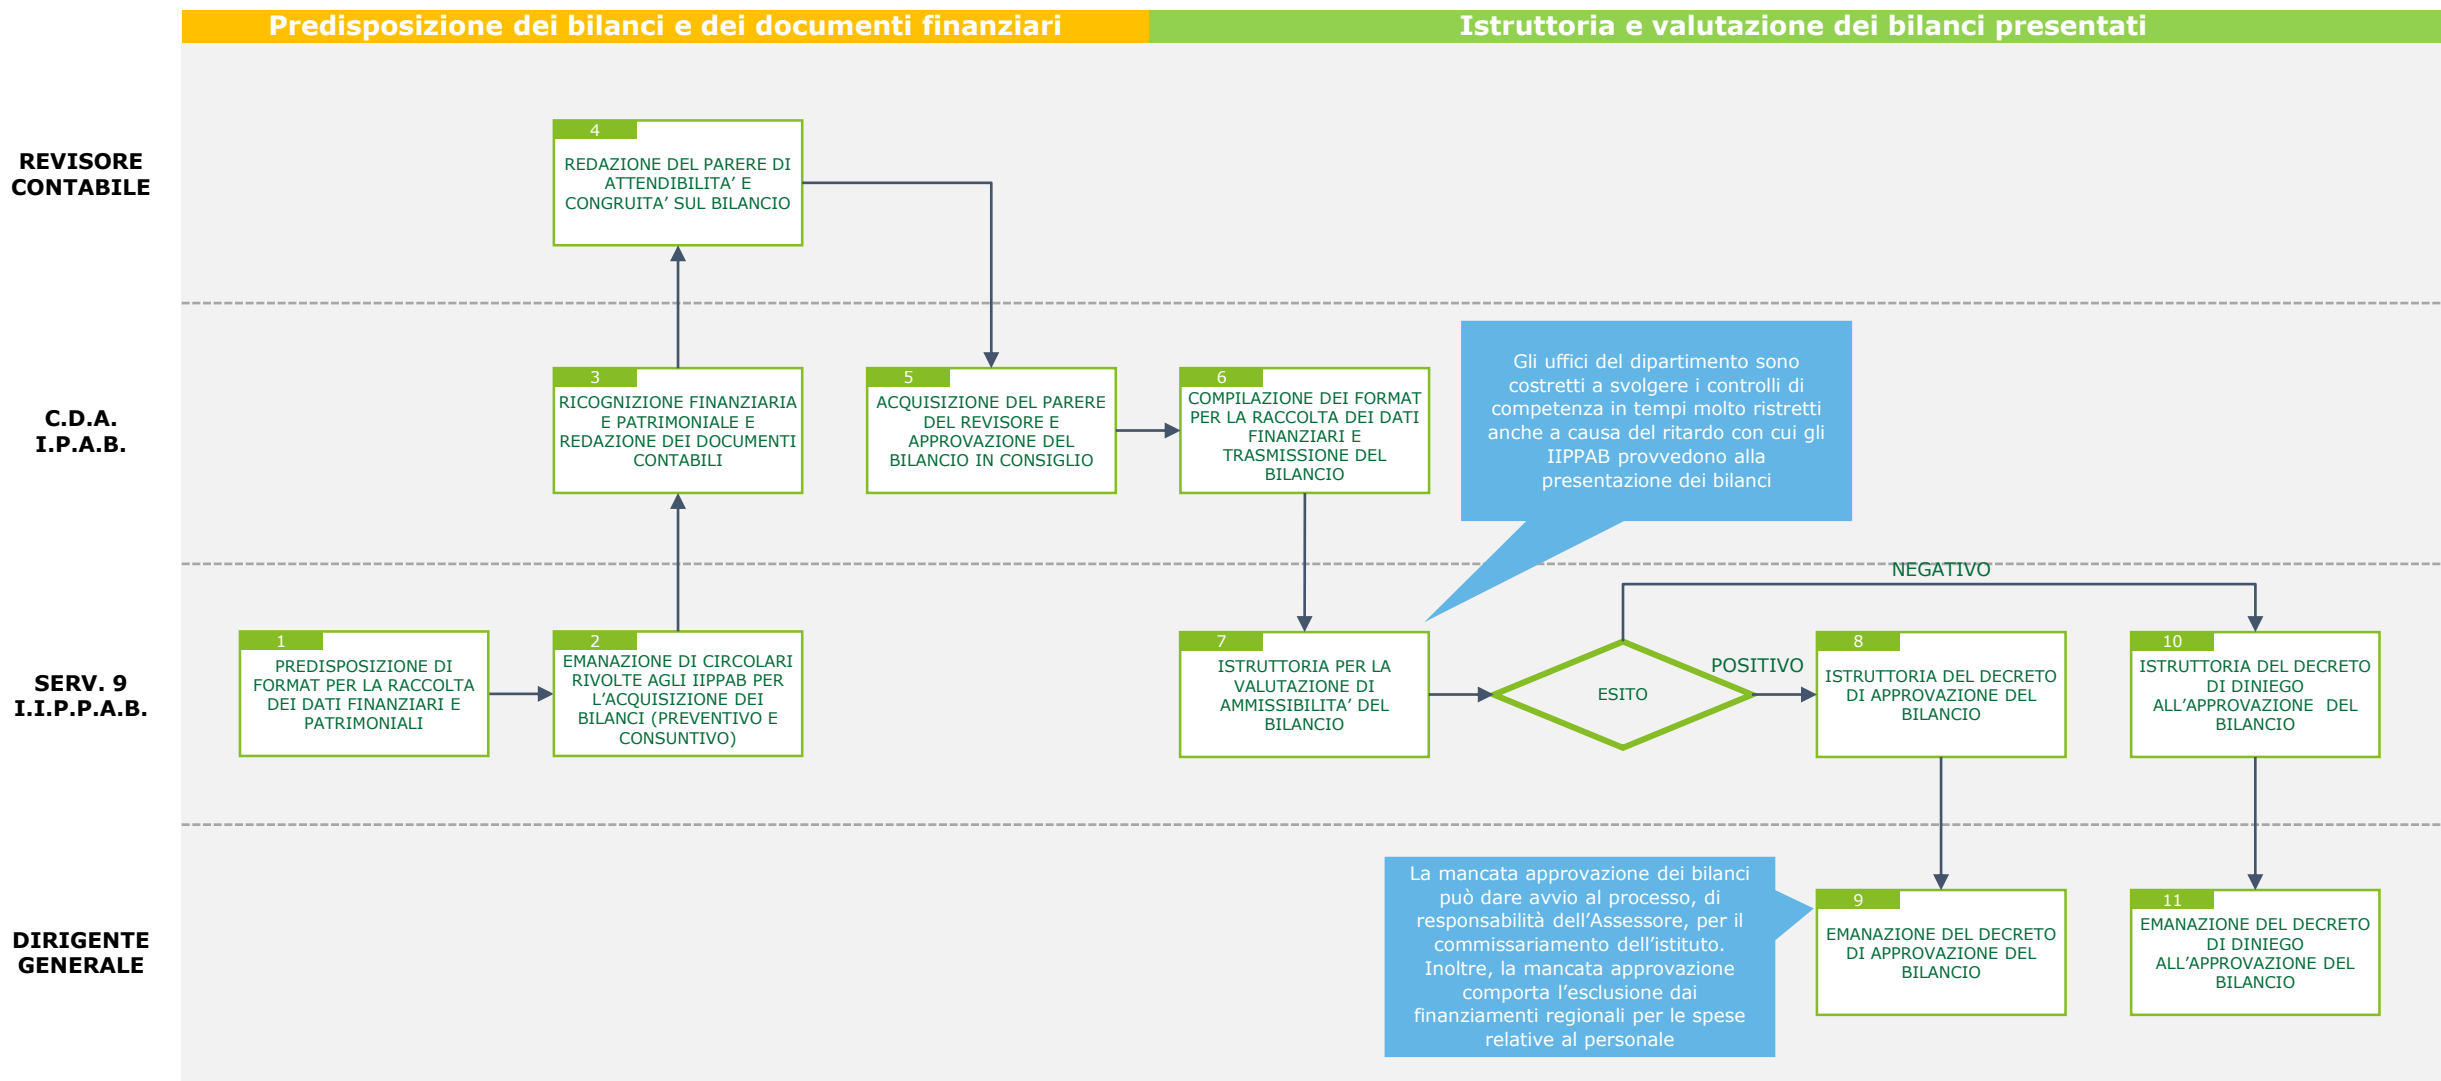 Predisposizione dei bilanci e dei documenti finanziari
Istruttoria e valutazione dei bilanci presentati
REVISORE
CONTABILE
4
REDAZIONE DEL PARERE DI
ATTENDIBILITA’ E
CONGRUITA’ SUL BILANCIO
C.D.A.
I.P.A.B.
3
RICOGNIZIONE FINANZIARIA
E PATRIMONIALE E
REDAZIONE DEI DOCUMENTI
CONTABILI
5
ACQUISIZIONE DEL PARERE
DEL REVISORE E
APPROVAZIONE DEL
BILANCIO IN CONSIGLIO
6
COMPILAZIONE DEI FORMAT
PER LA RACCOLTA DEI DATI
FINANZIARI E
TRASMISSIONE DEL
BILANCIO
Gli uffici del dipartimento sono
costretti a svolgere i controlli di
competenza in tempi molto ristretti
anche a causa del ritardo con cui gli
IIPPAB provvedono alla
presentazione dei bilanci
SERV. 9
I.I.P.P.A.B.
1
PREDISPOSIZIONE DI
FORMAT PER LA RACCOLTA
DEI DATI FINANZIARI E
PATRIMONIALI
2
EMANAZIONE DI CIRCOLARI
RIVOLTE AGLI IIPPAB PER
L’ACQUISIZIONE DEI
BILANCI (PREVENTIVO E
CONSUNTIVO)
7
ISTRUTTORIA PER LA
VALUTAZIONE DI
AMMISSIBILITA’ DEL
BILANCIO
ESITO
NEGATIVO
POSITIVO
8
ISTRUTTORIA DEL DECRETO
DI APPROVAZIONE DEL
BILANCIO
10
ISTRUTTORIA DEL DECRETO
DI DINIEGO
ALL’APPROVAZIONE DEL
BILANCIO
DIRIGENTE
GENERALE
La mancata approvazione dei bilanci
può dare avvio al processo, di
responsabilità dell’Assessore, per il
commissariamento dell’istituto.
Inoltre, la mancata approvazione
comporta l’esclusione dai
finanziamenti regionali per le spese
relative al personale
9
EMANAZIONE DEL DECRETO
DI APPROVAZIONE DEL
BILANCIO
11
EMANAZIONE DEL DECRETO
DI DINIEGO
ALL’APPROVAZIONE DEL
BILANCIO